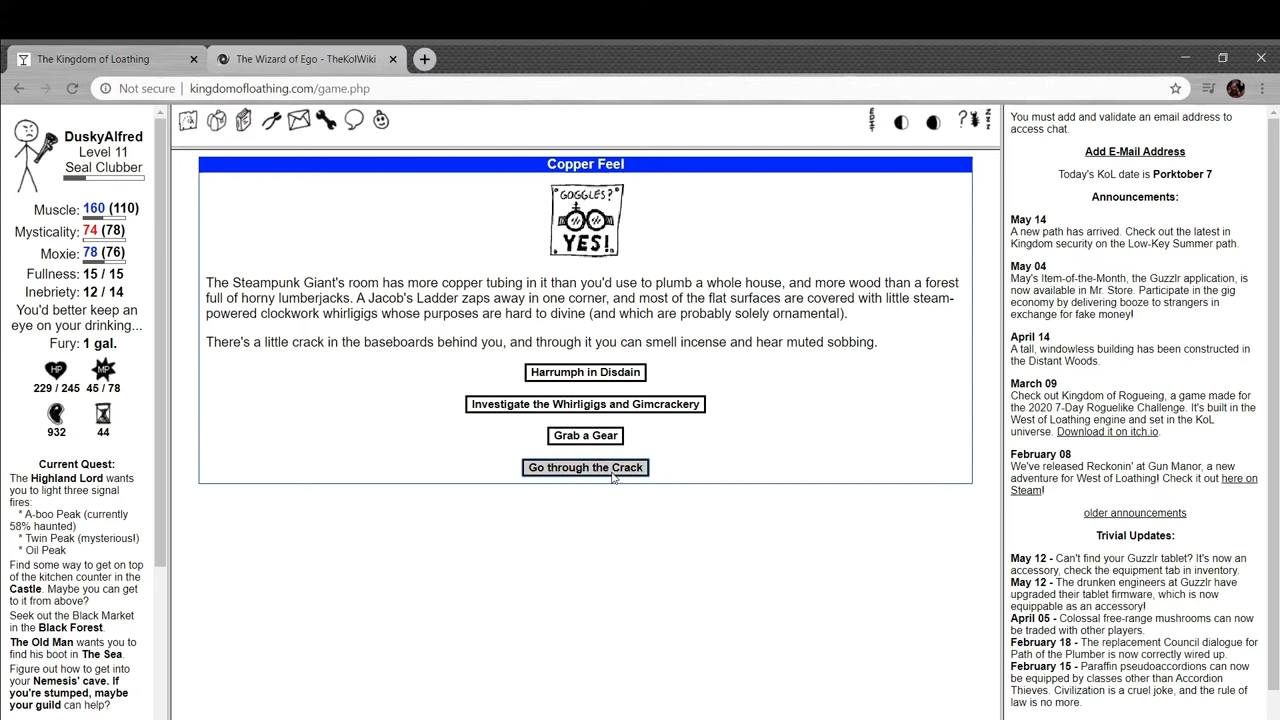 The Kingdom of Loathing
The Wizard of Ego - TheKolWiki
Not secure
kingdomofloathing.com/game.php
DuskyAlfred
Level 11
Seal Clubber
Muscle: 160 (110)
Mysticality: 74 (78)
Moxie: 78 (76)
Fullness: 15 / 15
Inebriety: 12 / 14
You'd better keep an
eye on your drinking...
Fury: 1 gal.
HP MP
229 / 245 45 / 78
932 44
Current Quest:
The Highland Lord wants
you to light three signal
fires:
* A-boo Peak (currently
58% haunted)
* Twin Peak (mysterious!)
* Oil Peak
Find some way to get on top
of the kitchen counter in the
Castle. Maybe you can get
to it from above?
Seek out the Black Market
in the Black Forest.
The Old Man wants you to
find his boot in The Sea.
Figure out how to get into
your Nemesis' cave. If
you're stumped, maybe
your guild can help?
EDIT
? Zzz
Copper Feel
GOGGLES?
YES!
The Steampunk Giant's room has more copper tubing in it than you'd use to plumb a whole house, and more wood than a forest
full of horny lumberjacks. A Jacob's Ladder zaps away in one corner, and most of the flat surfaces are covered with little steam-
powered clockwork whirligigs whose purposes are hard to divine (and which are probably solely ornamental).
There's a little crack in the baseboards behind you, and through it you can smell incense and hear muted sobbing.
Harrumph in Disdain
Investigate the Whirligigs and Gimcrackery
Grab a Gear
Go through the Crack
You must add and validate an email address to
access chat.
Add E-Mail Address
Today's KoL date is Porktober 7
Announcements:
May 14
A new path has arrived. Check out the latest in
Kingdom security on the Low-Key Summer path.
May 04
May's Item-of-the-Month, the Guzzlr application, is
now available in Mr. Store. Participate in the gig
economy by delivering booze to strangers in
exchange for fake money!
April 14
A tall, windowless building has been constructed in
the Distant Woods.
March 09
Check out Kingdom of Rogueing, a game made for
the 2020 7-Day Roguelike Challenge. It's built in the
West of Loathing engine and set in the KoL
universe. Download it on itch.io.
February 08
We've released Reckonin' at Gun Manor, a new
adventure for West of Loathing! Check it out here on
Steam!
older announcements
Trivial Updates:
May 12 - Can't find your Guzzlr tablet? It's now an
accessory, check the equipment tab in inventory.
May 12 - The drunken engineers at Guzzlr have
upgraded their tablet firmware, which is now
equippable as an accessory!
April 05 - Colossal free-range mushrooms can now
be traded with other players.
February 18 - The replacement Council dialogue for
Path of the Plumber is now correctly wired up.
February 15 - Paraffin pseudoaccordions can now
be equipped by classes other than Accordion
Thieves. Civilization is a cruel joke, and the rule of
law is no more.